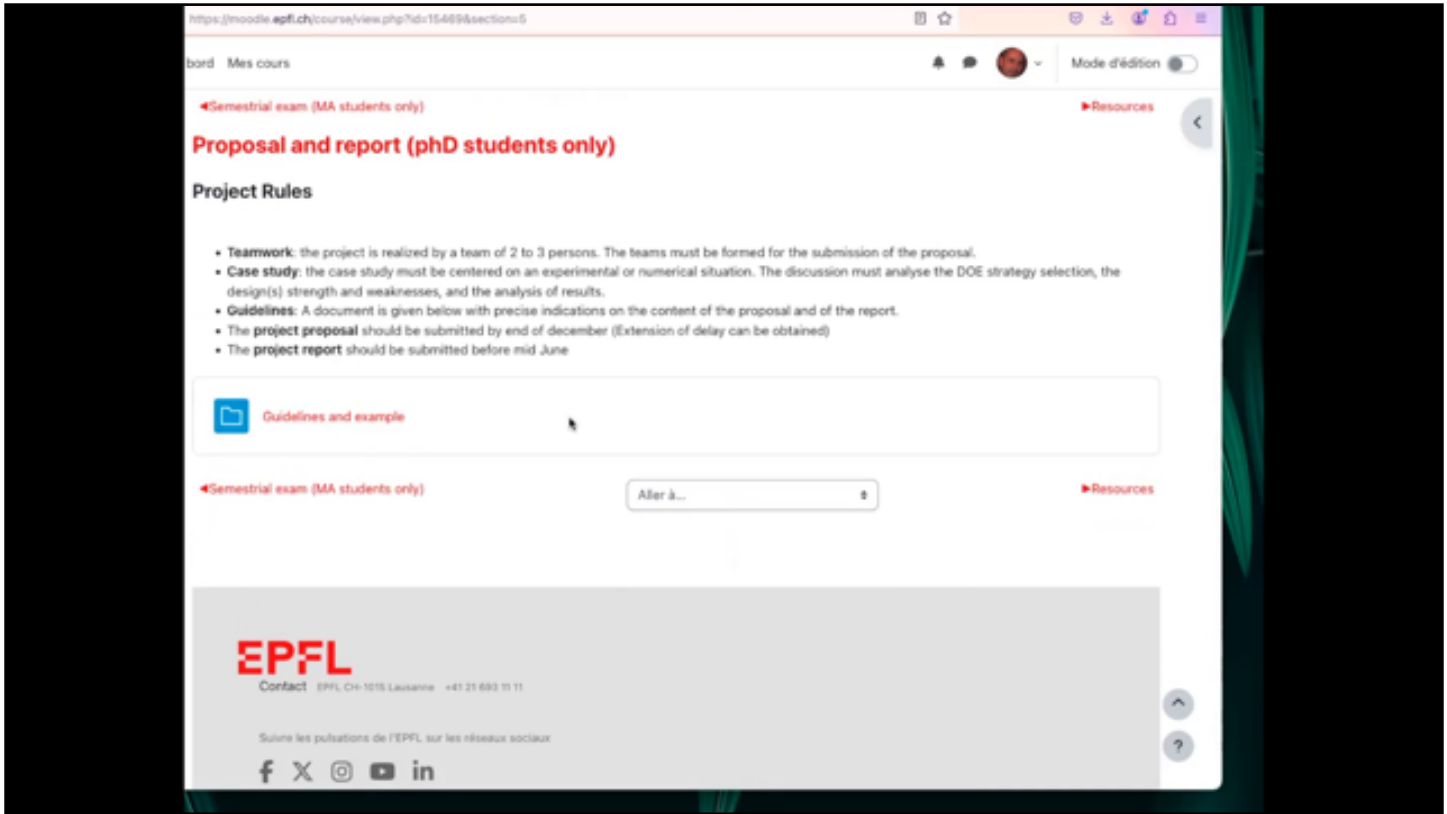 https://moodle.epfl.ch/course/view.php?id=15469&section=5
bord Mes cours
Mode d'édition
◄Semestrial exam (MA students only)
►Resources
Proposal and report (phD students only)
Project Rules
• Teamwork: the project is realized by a team of 2 to 3 persons. The teams must be formed for the submission of the proposal.
• Case study: the case study must be centered on an experimental or numerical situation. The discussion must analyse the DOE strategy selection, the
design(s) strength and weaknesses, and the analysis of results.
• Guidelines: A document is given below with precise indications on the content of the proposal and of the report.
• The project proposal should be submitted by end of december (Extension of delay can be obtained)
• The project report should be submitted before mid June
Guidelines and example
◄Semestrial exam (MA students only)
Aller à...
►Resources
EPFL
Contact EPFL CH-1015 Lausanne +41 21 693 11 11
Suivre les pulsations de l'EPFL sur les réseaux sociaux